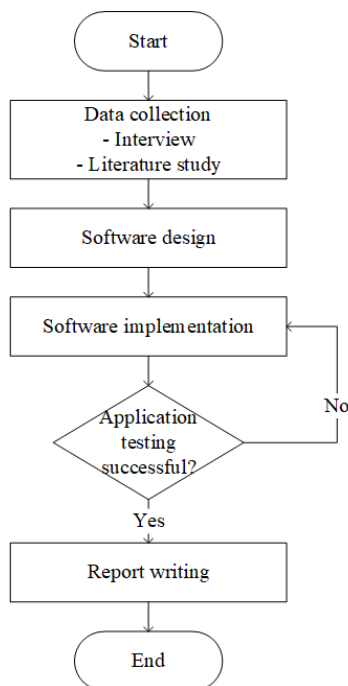 Start
Data collection
- Interview
- Literature study
Software design
Software implementation
Application
testing
successful?
No
Yes
Report writing
End